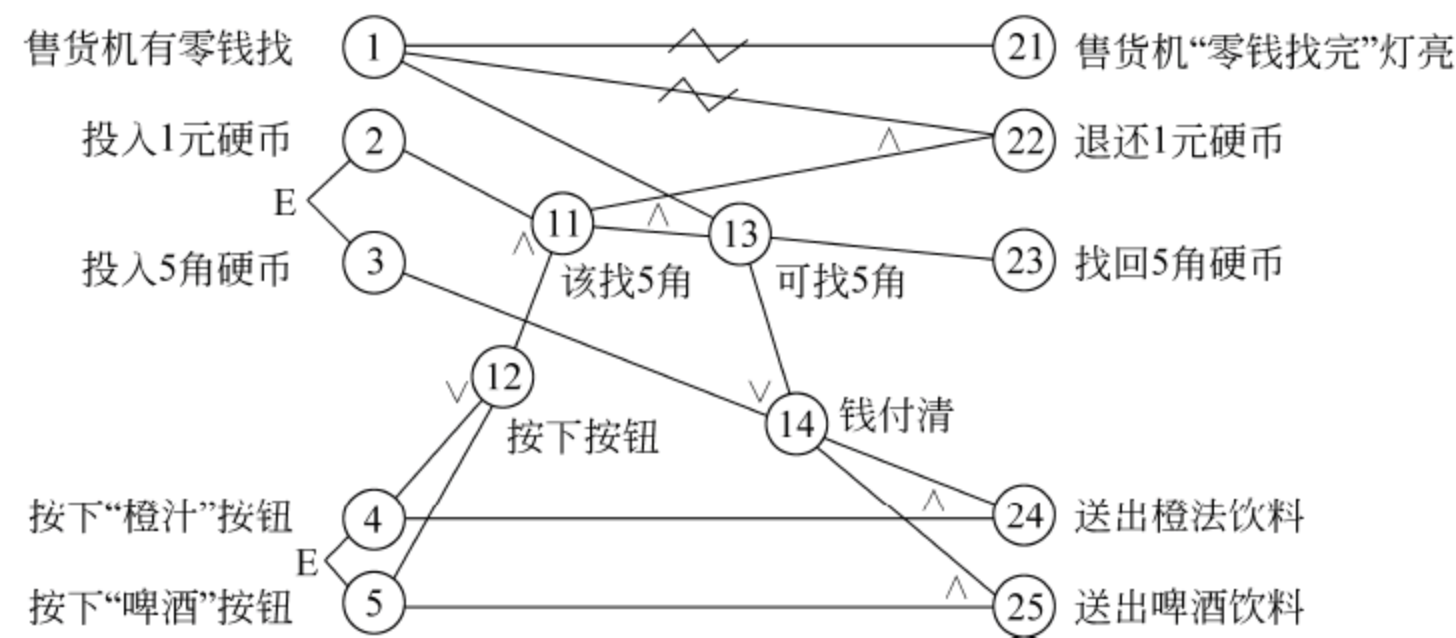 售货机有零钱找 1 21 售货机“零钱找完”灯亮
投入1元硬币 2 ∧ 22 退还1元硬币
E 11 ∧ 13
∧ 该找5角 可找5角
投入5角硬币 3 23 找回5角硬币
∨ 12 ∨ 14 钱付清
按下按钮
按下“橙汁”按钮 4 ∧ 24 送出橙法饮料
E
按下“啤酒”按钮 5 ∧ 25 送出啤酒饮料